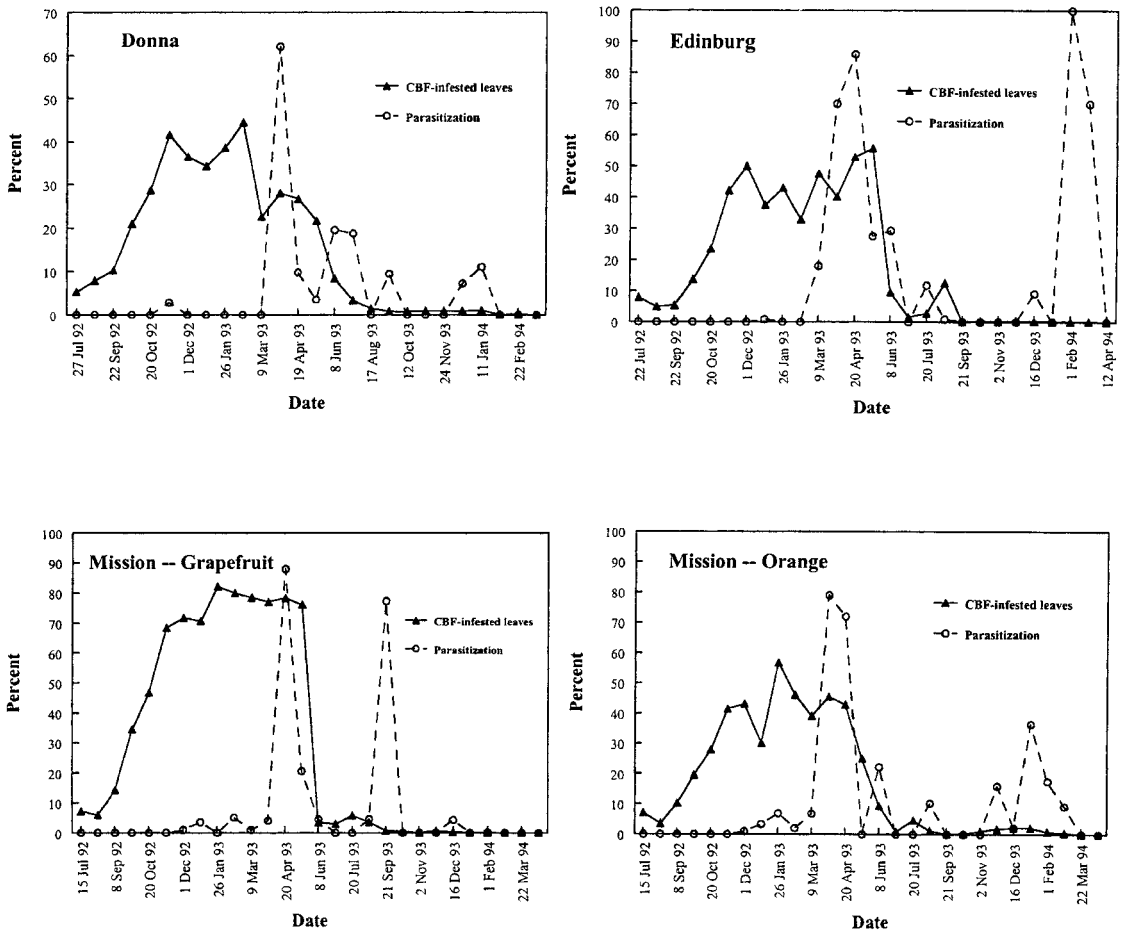 Donna
CBF-infested leaves
Parasitization
Percent
70
60
50
40
30
20
10
0
27 Jul 92
22 Sep 92
20 Oct 92
1 Dec 92
26 Jan 93
9 Mar 93
19 Apr 93
8 Jun 93
17 Aug 93
12 Oct 93
24 Nov 93
11 Jan 94
22 Feb 94
Date
Edinburg
CBF-infested leaves
Parasitization
Percent
100
90
80
70
60
50
40
30
20
10
0
22 Jul 92
22 Sep 92
20 Oct 92
1 Dec 92
26 Jan 93
9 Mar 93
20 Apr 93
8 Jun 93
20 Jul 93
21 Sep 93
2 Nov 93
16 Dec 93
1 Feb 94
12 Apr 94
Date
Mission -- Grapefruit
CBF-infested leaves
Parasitization
Percent
100
90
80
70
60
50
40
30
20
10
0
15 Jul 92
8 Sep 92
20 Oct 92
1 Dec 92
26 Jan 93
9 Mar 93
20 Apr 93
8 Jun 93
20 Jul 93
21 Sep 93
2 Nov 93
16 Dec 93
1 Feb 94
22 Mar 94
Date
Mission -- Orange
CBF-infested leaves
Parasitization
Percent
100
90
80
70
60
50
40
30
20
10
0
15 Jul 92
8 Sep 92
20 Oct 92
1 Dec 92
26 Jan 93
9 Mar 93
20 Apr 93
8 Jun 93
20 Jul 93
21 Sep 93
2 Nov 93
16 Dec 93
1 Feb 94
22 Mar 94
Date